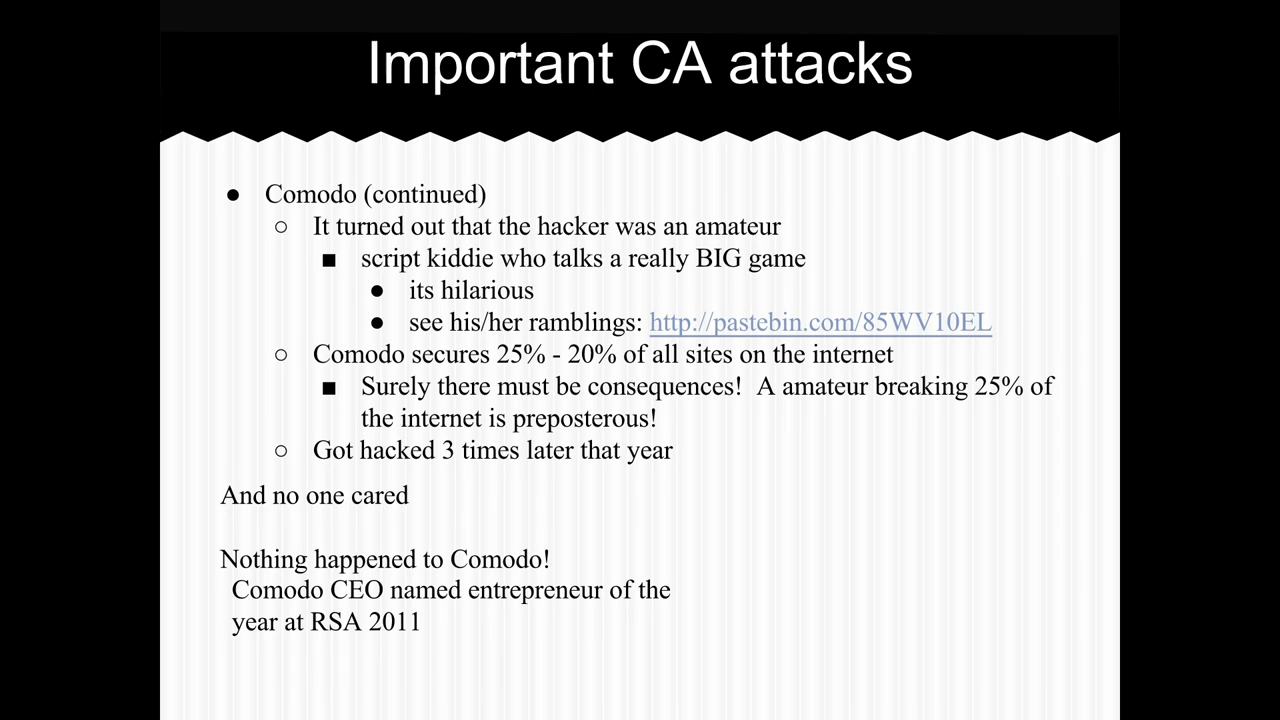 Important CA attacks
● Comodo (continued)
○ It turned out that the hacker was an amateur
■ script kiddie who talks a really BIG game
● its hilarious
● see his/her ramblings: http://pastebin.com/85WV10EL
○ Comodo secures 25% - 20% of all sites on the internet
■ Surely there must be consequences!  A amateur breaking 25% of
the internet is preposterous!
○ Got hacked 3 times later that year
And no one cared
Nothing happened to Comodo!
Comodo CEO named entrepreneur of the
year at RSA 2011